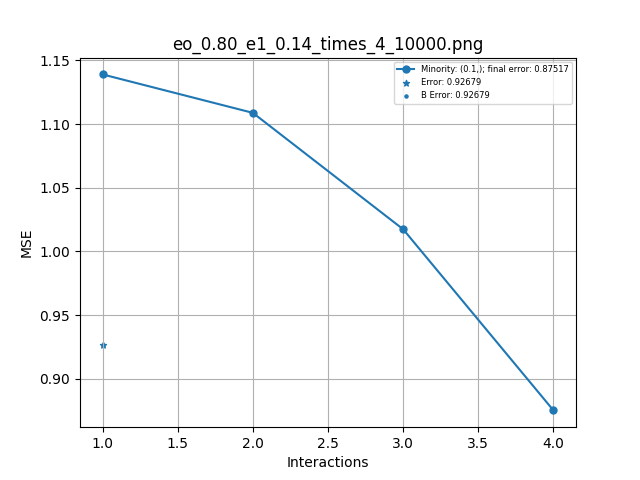 eo_0.80_e1_0.14_times_4_10000.png
Minority: (0.1,); final error: 0.87517
Error: 0.92679
B Error: 0.92679
1.15
1.10
1.05
1.00
0.95
0.90
MSE
1.0 1.5 2.0 2.5 3.0 3.5 4.0
Interactions